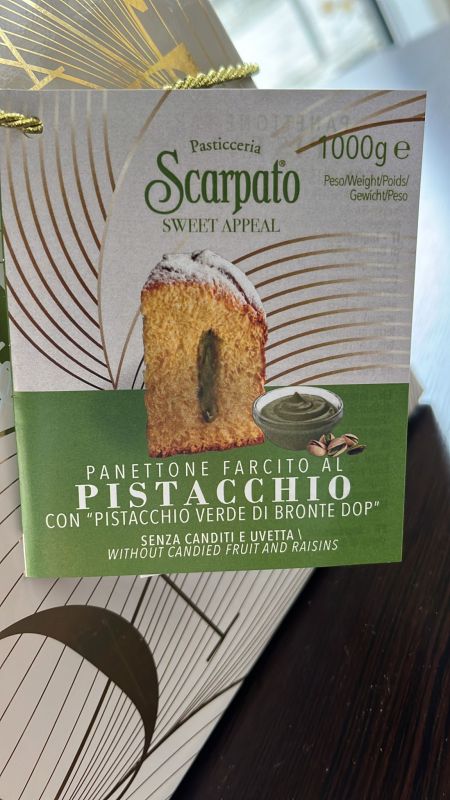 Pasticceria
Scarpato®
SWEET APPEAL
1000g ℮
Peso/Weight/Poids/
Gewicht/Peso
PANETTONE FARCITO AL
PISTACCHIO
CON "PISTACCHIO VERDE DI BRONTE DOP"
SENZA CANDITI E UVETTA \
WITHOUT CANDIED FRUIT AND RAISINS